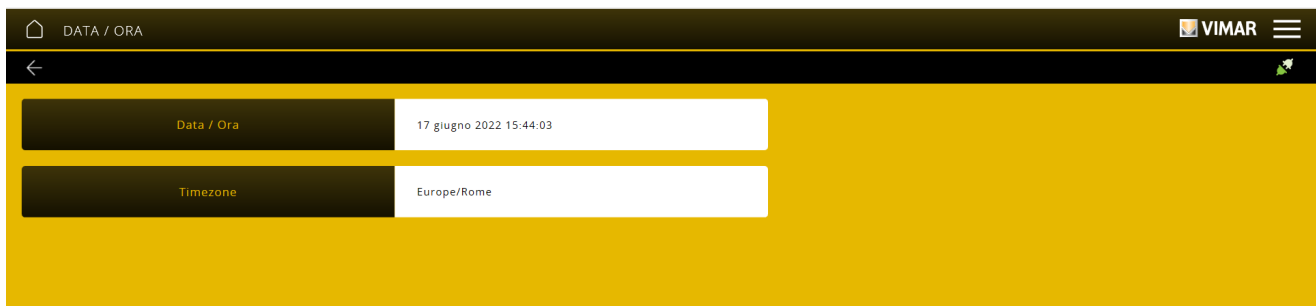 DATA / ORA
VIMAR
Data / Ora
17 giugno 2022 15:44:03
Timezone
Europe/Rome